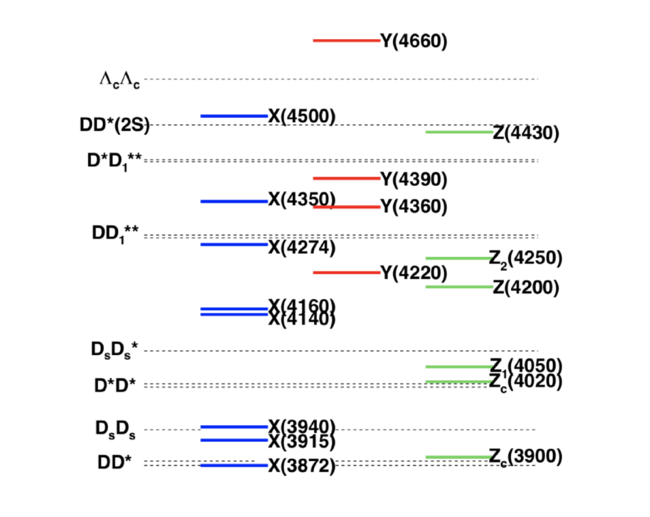 Y(4660)
ΛcΛc
X(4500)
DD*(2S)
Z(4430)
D*D1**
Y(4390)
X(4350)
Y(4360)
DD1**
X(4274)
Z2(4250)
Y(4220)
Z(4200)
X(4160)
X(4140)
DsDs*
Z1(4050)
Zc(4020)
D*D*
X(3940)
DsDs
X(3915)
Zc(3900)
DD*
X(3872)